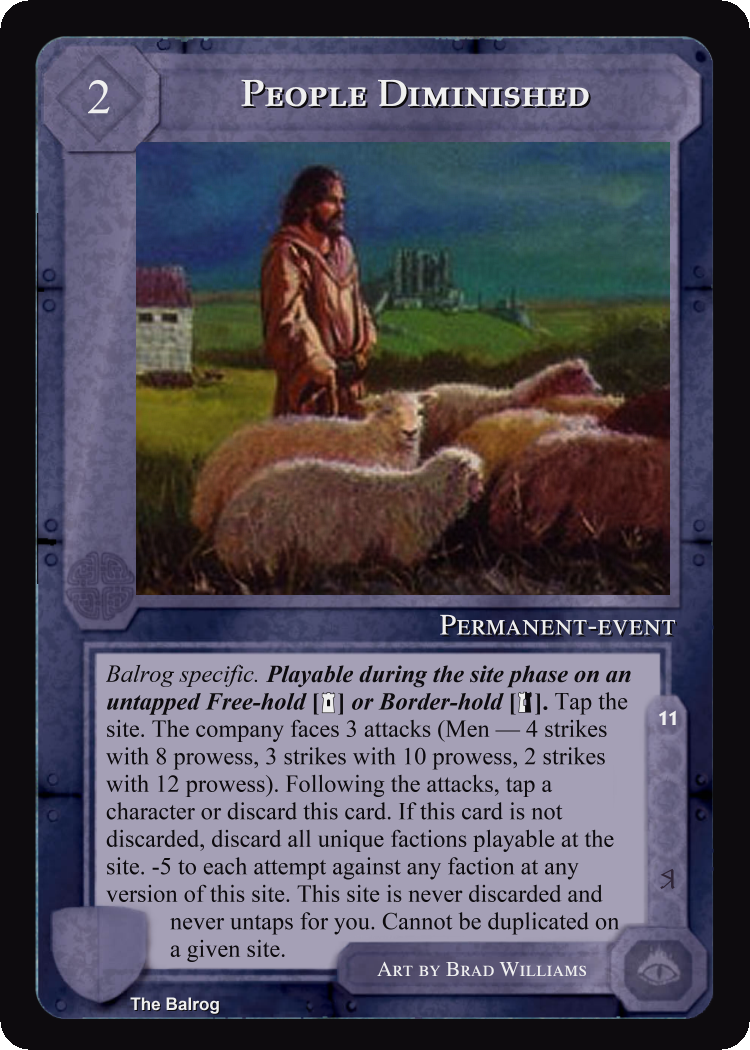 2
People Diminished
Permanent-event
Balrog specific. Playable during the site phase on an
untapped Free-hold [ ] or Border-hold [ ]. Tap the
site. The company faces 3 attacks (Men — 4 strikes
with 8 prowess, 3 strikes with 10 prowess, 2 strikes
with 12 prowess). Following the attacks, tap a
character or discard this card. If this card is not
discarded, discard all unique factions playable at the
site. -5 to each attempt against any faction at any
version of this site. This site is never discarded and
never untaps for you. Cannot be duplicated on
a given site.
11
Art by Brad Williams
The Balrog